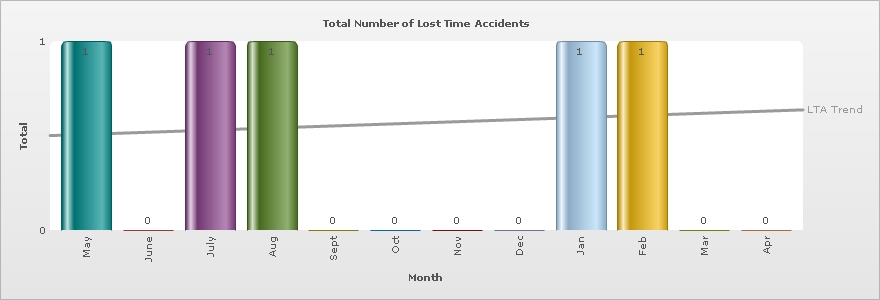 Total Number of Lost Time Accidents
1
1 1 1 1 1
LTA Trend
Total
0 0 0 0 0 0 0
0
May June July Aug Sept Oct Nov Dec Jan Feb Mar Apr
Month